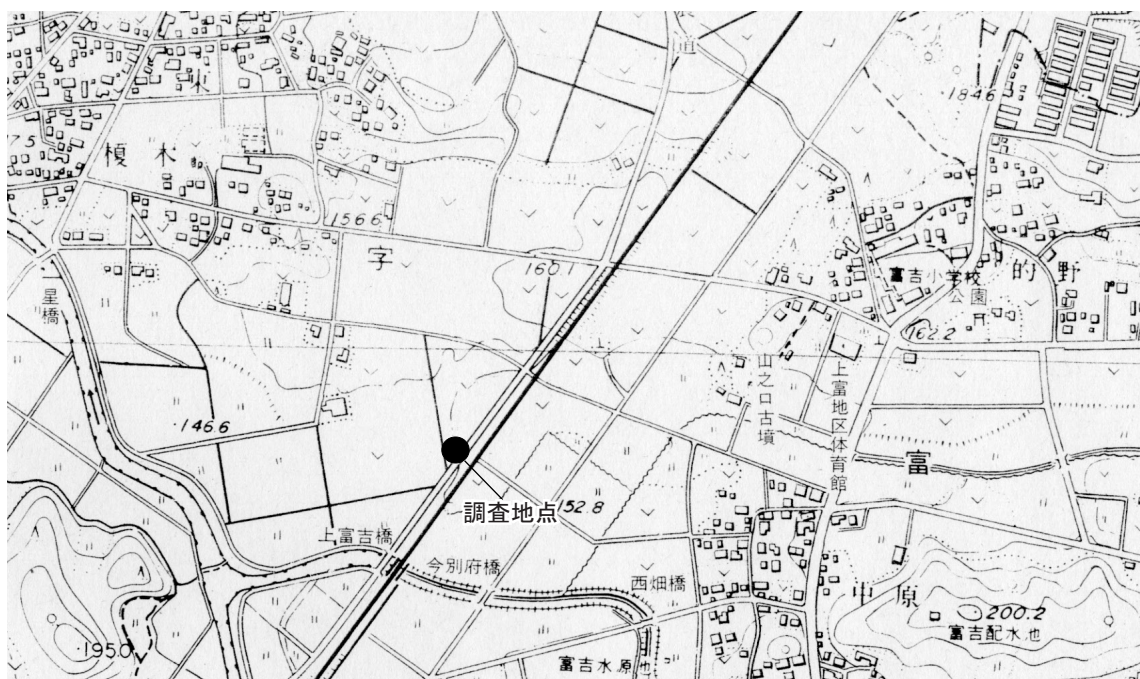 184.6
榎木
156.6
字
160.1
富吉小学校
公園
的野
162.2
星橋
山之口古墳
上富地区体育館
146.6
富
調査地点
152.8
上富吉橋
今別府橋
西畑橋
中原
200.2
富吉配水池
195.0
富吉水原池